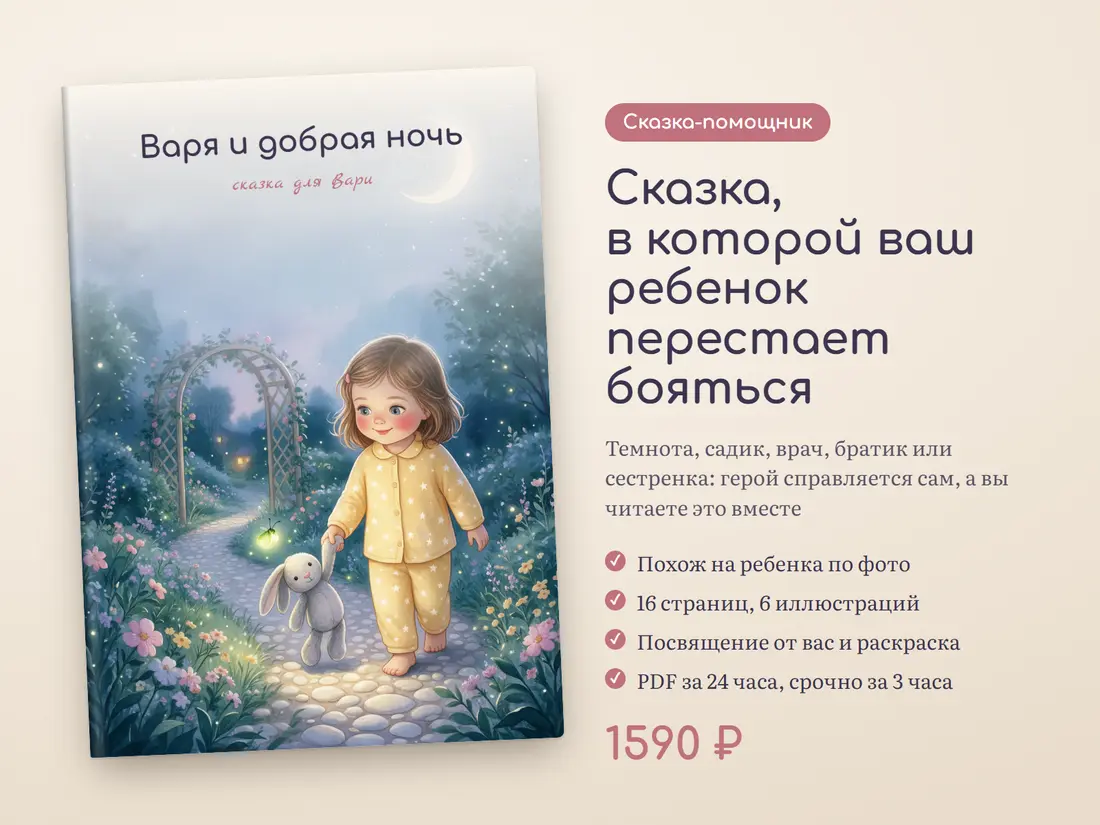 Варя и добрая ночь
сказка для Вари
Сказка-помощник
Сказка,
в которой ваш
ребенок
перестает
бояться
Темнота, садик, врач, братик или
сестренка: герой справляется сам, а вы
читаете это вместе
Похож на ребенка по фото
16 страниц, 6 иллюстраций
Посвящение от вас и раскраска
PDF за 24 часа, срочно за 3 часа
1590 ₽